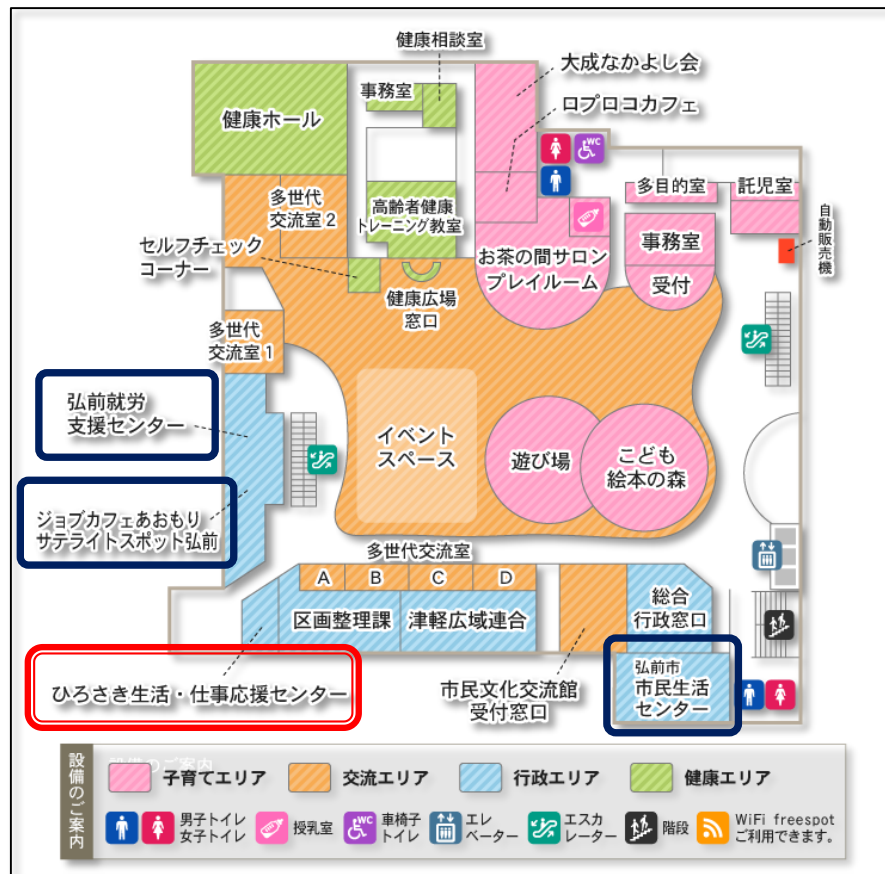 健康相談室
大成なかよし会
事務室
ロプロコカフェ
健康ホール
WC
多目的室
託児室
多世代
交流室2
高齢者健康
トレーニング教室
自動販売機
セルフチェック
コーナー
お茶の間サロン
プレイルーム
事務室
受付
健康広場
窓口
多世代
交流室1
弘前就労
支援センター
イベント
スペース
遊び場
こども
絵本の森
ジョブカフェあおもり
サテライトスポット弘前
多世代交流室
A B C D
区画整理課
津軽広域連合
総合
行政窓口
ひろさき生活・仕事応援センター
市民文化交流館
受付窓口
弘前市
市民生活
センター
設備のご案内
設備のご案内
子育てエリア
交流エリア
行政エリア
健康エリア
男子トイレ
女子トイレ
授乳室
WC
車椅子
トイレ
エレ
ベーター
エスカ
レーター
階段
WiFi freespot
ご利用できます。